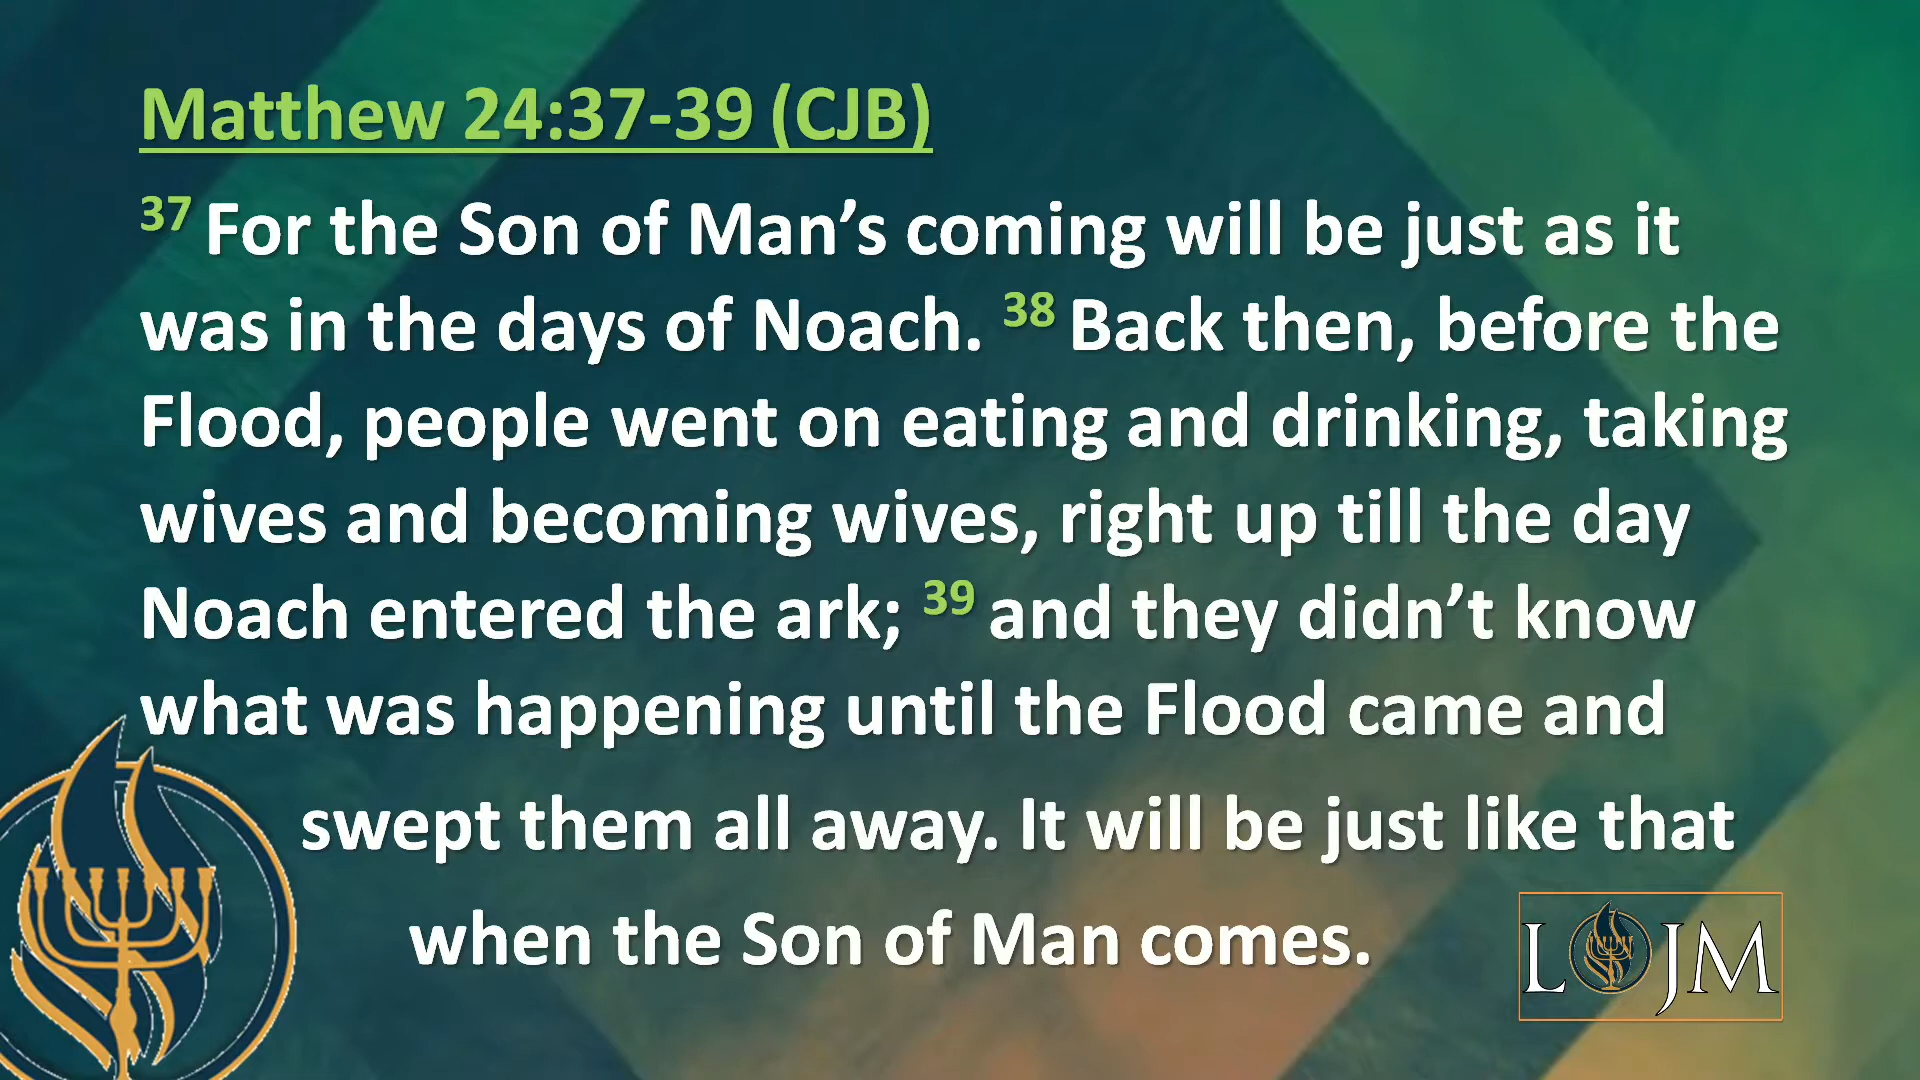 Matthew 24:37-39 (CJB)
37 For the Son of Man’s coming will be just as it
was in the days of Noach. 38 Back then, before the
Flood, people went on eating and drinking, taking
wives and becoming wives, right up till the day
Noach entered the ark; 39 and they didn’t know
what was happening until the Flood came and
swept them all away. It will be just like that
when the Son of Man comes.
LOJM